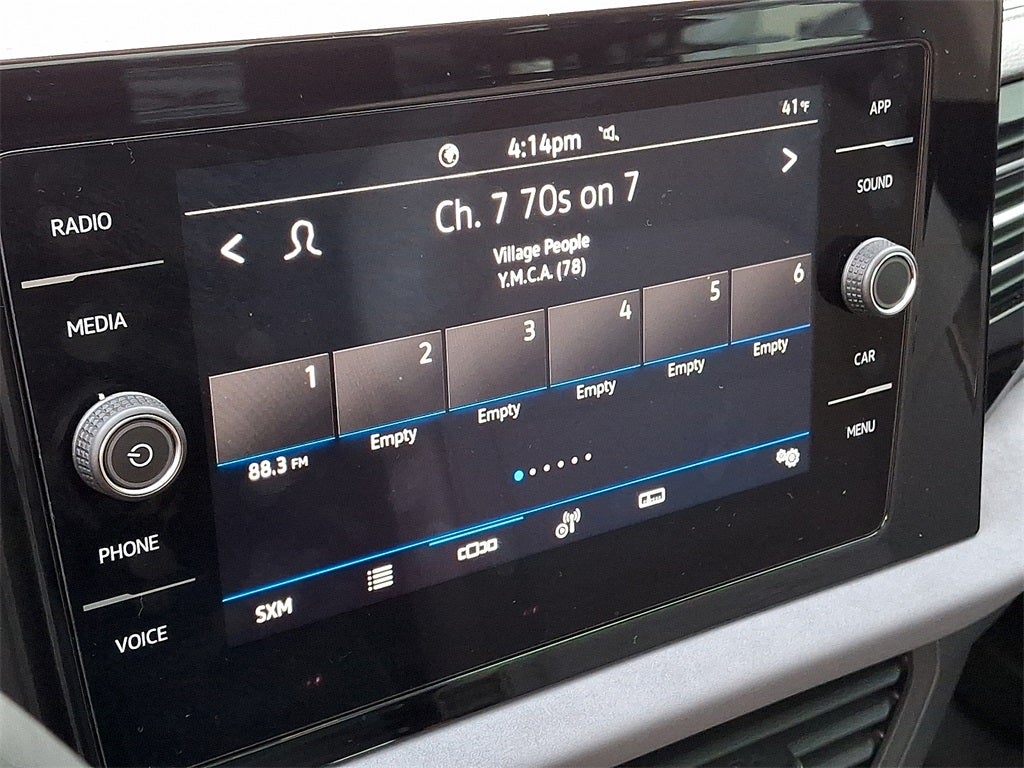 4:14pm
41°F
Ch. 7 70s on 7
Village People
Y.M.C.A. (78)
1
2
3
4
5
6
88.3 FM
Empty
Empty
Empty
Empty
Empty
SXM
RADIO
MEDIA
PHONE
VOICE
APP
SOUND
CAR
MENU